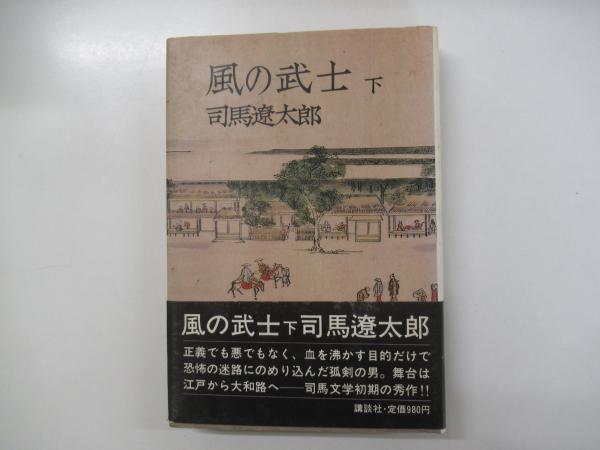 風の武士 下
司馬遼太郎
風の武士下司馬遼太郎
正義でも悪でもなく、血を沸かす目的だけで
恐怖の迷路にのめり込んだ孤剣の男。舞台は
江戸から大和路へ──司馬文学初期の秀作!!
講談社・定価980円